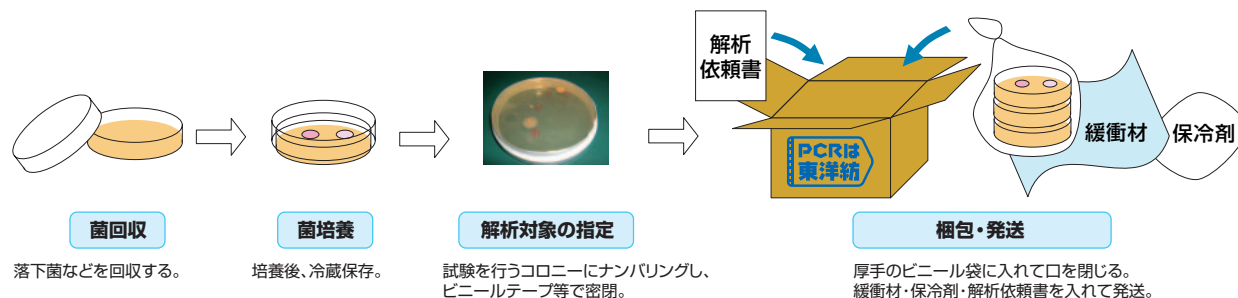 解析
依頼書
PCRは
東洋紡
緩衝材
保冷剤
菌回収
落下菌などを回収する。
菌培養
培養後、冷蔵保存。
解析対象の指定
試験を行うコロニーにナンバリングし、
ビニールテープ等で密閉。
梱包・発送
厚手のビニール袋に入れて口を閉じる。
緩衝材・保冷剤・解析依頼書を入れて発送。